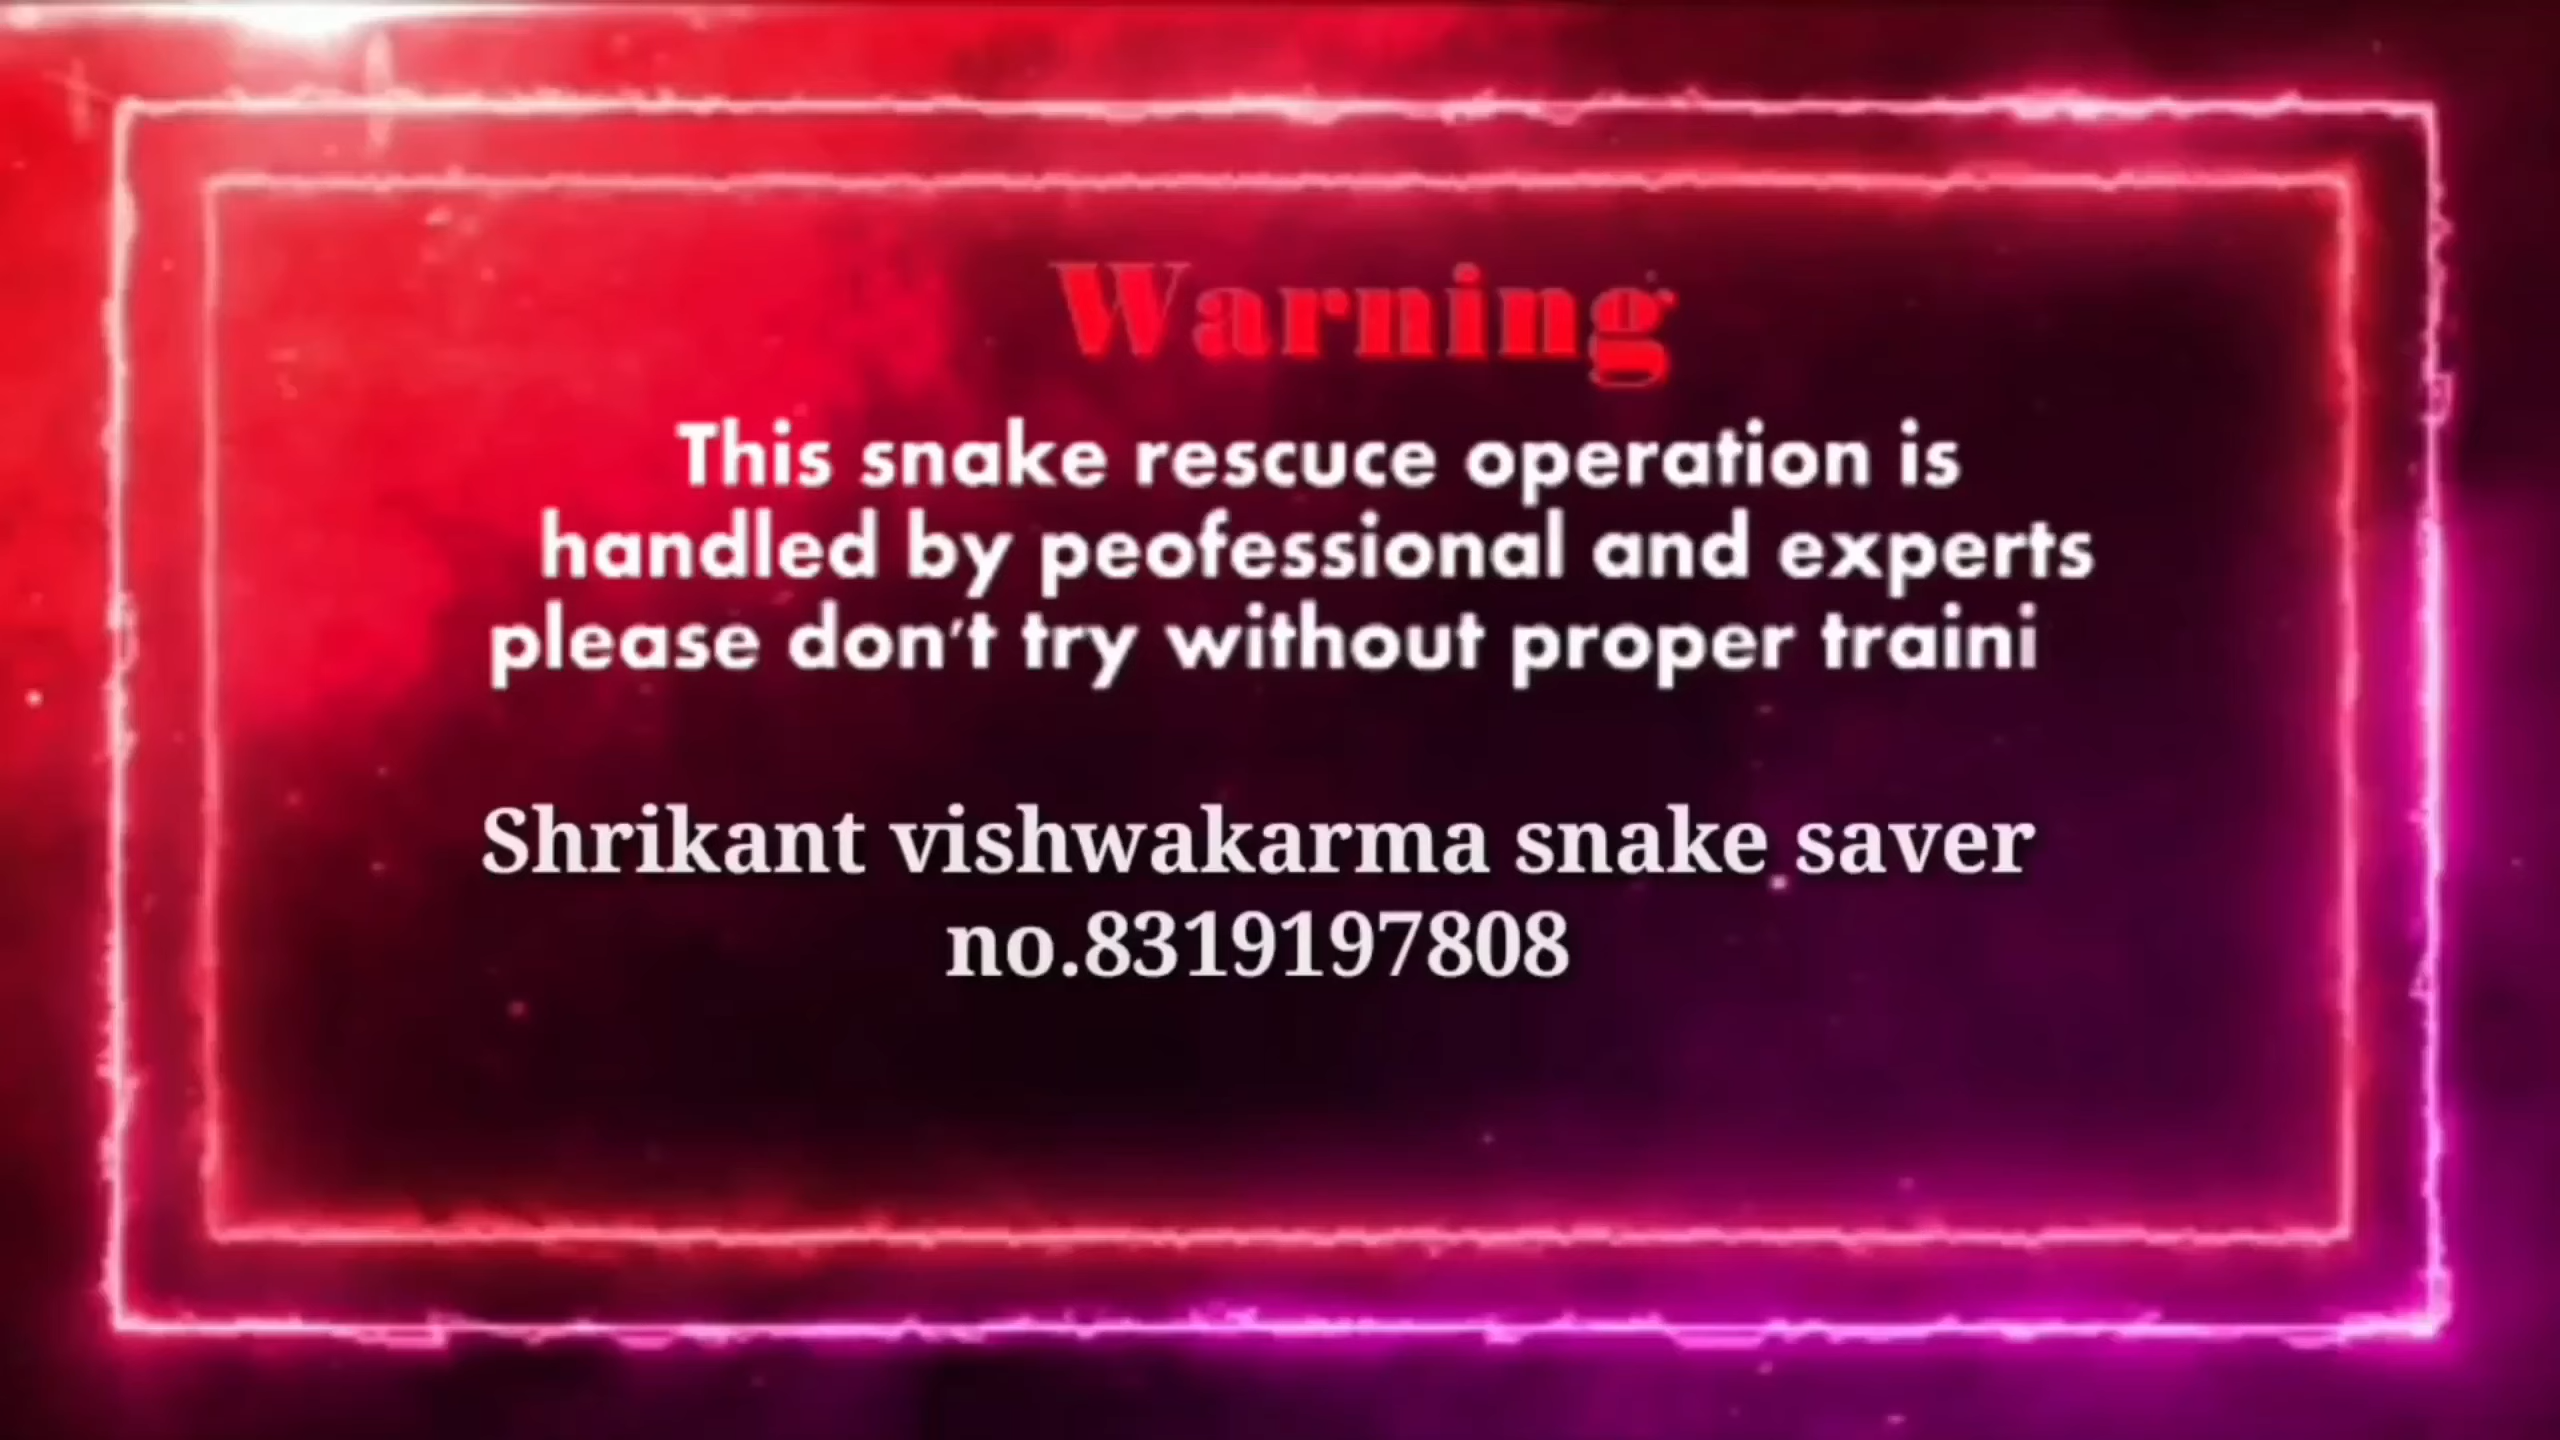 Warning
This snake rescuce operation is
handled by peofessional and experts
please don't try without proper traini
Shrikant vishwakarma snake saver
no.8319197808